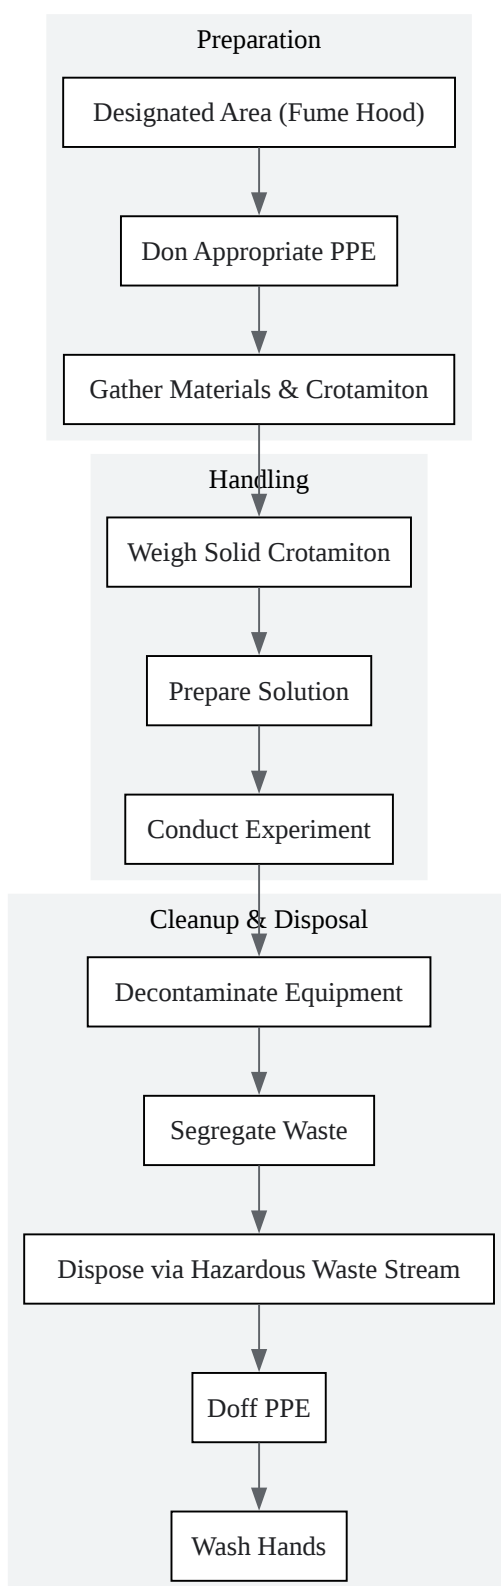 Preparation
Designated Area (Fume Hood)
Don Appropriate PPE
Gather Materials & Crotamiton
Handling
Weigh Solid Crotamiton
Prepare Solution
Conduct Experiment
Cleanup & Disposal
Decontaminate Equipment
Segregate Waste
Dispose via Hazardous Waste Stream
Doff PPE
Wash Hands